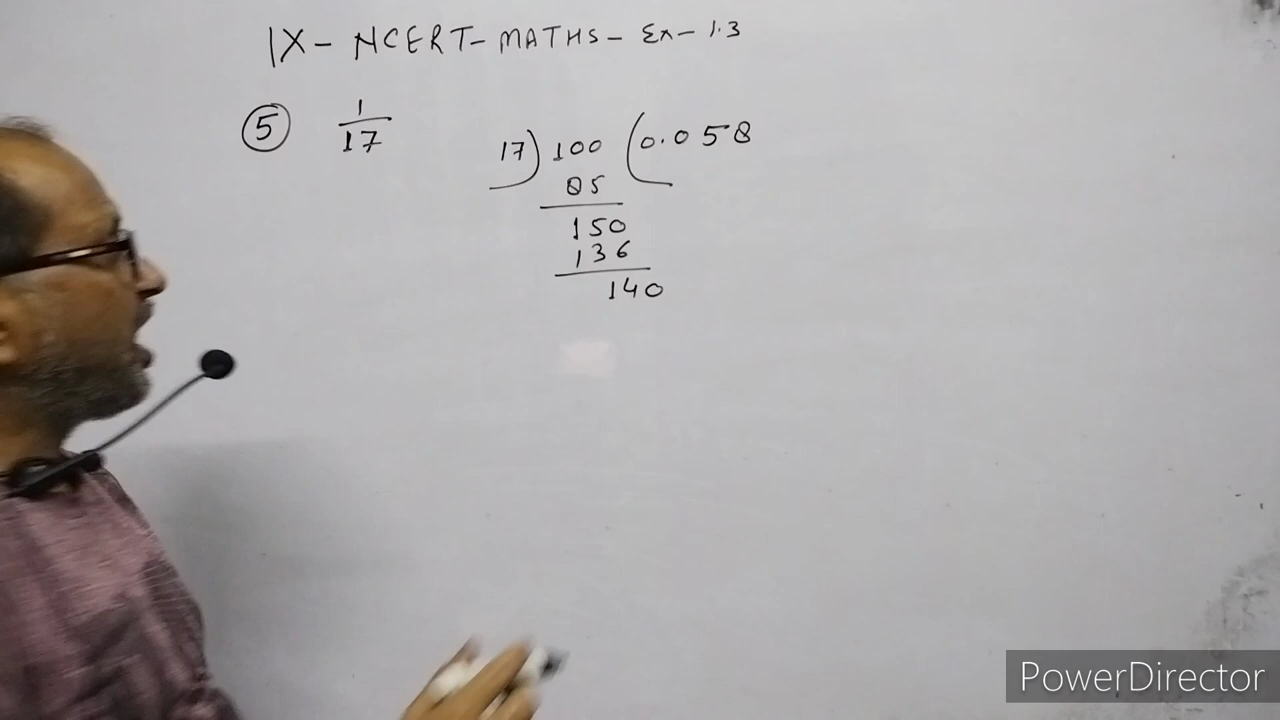 IX - NCERT - MATHS - Ex - 1.3
5 1/17
17) 100 (0.058
85
150
136
140
PowerDirector